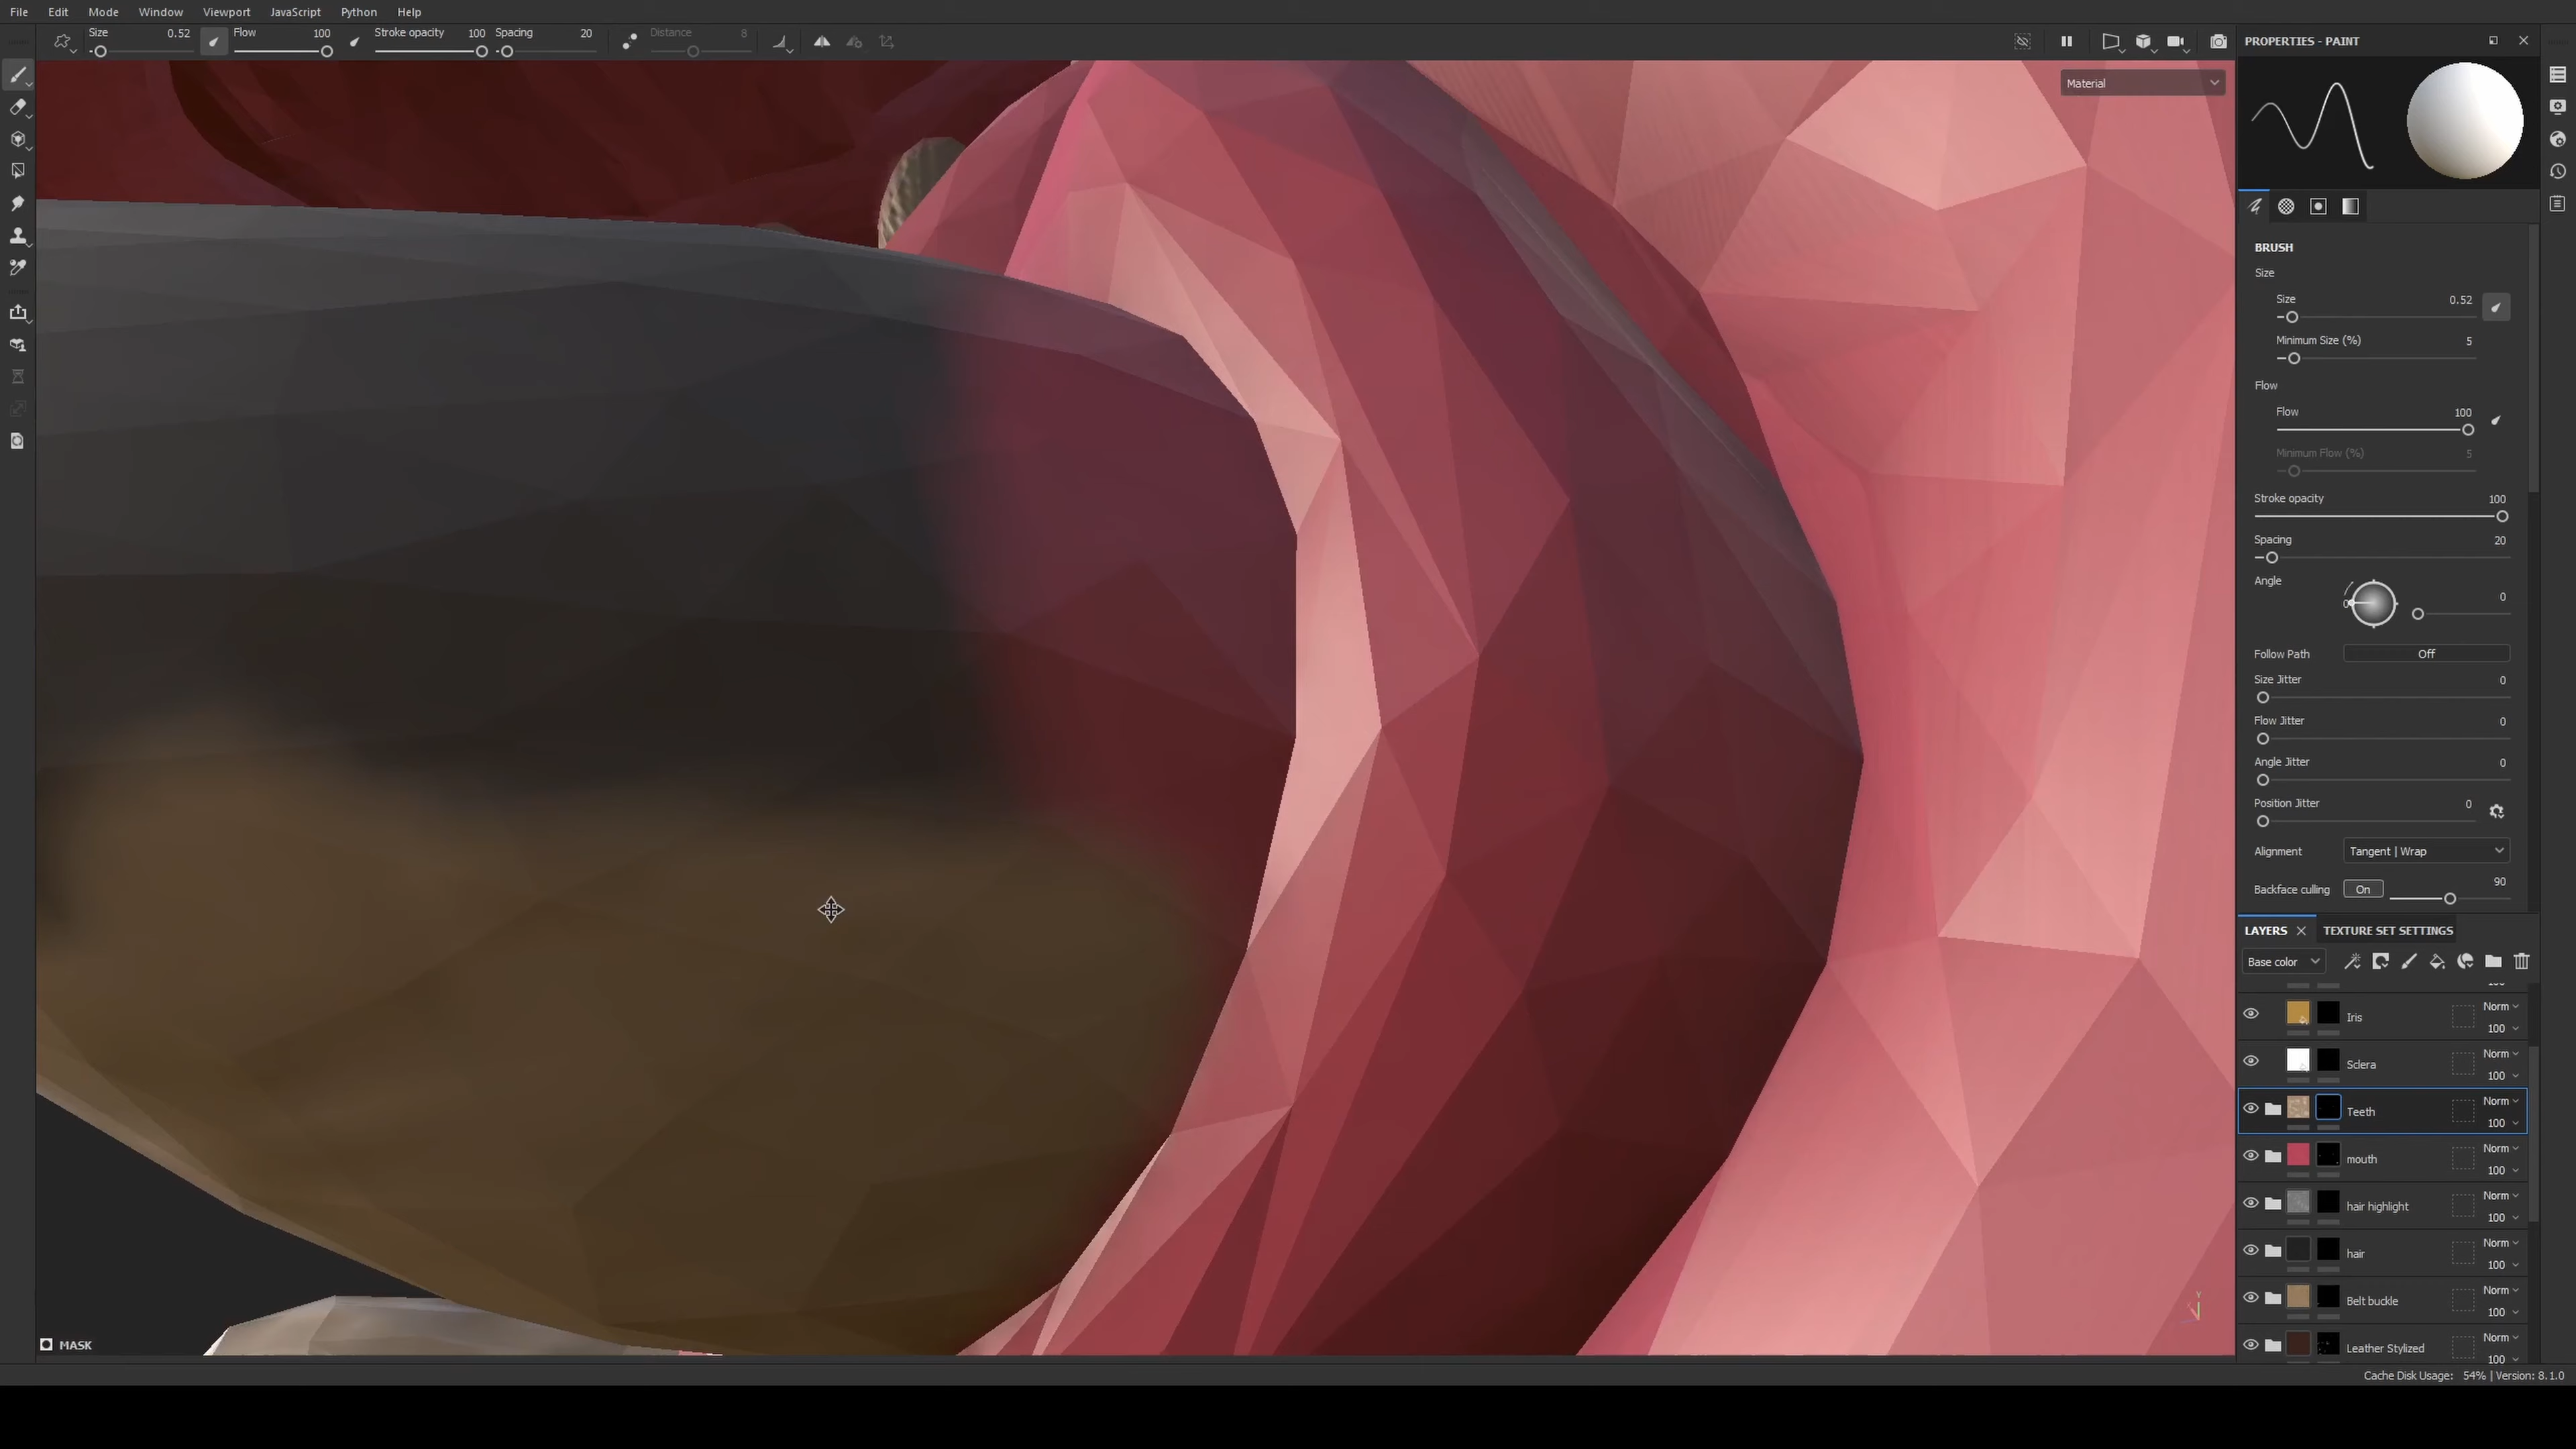 File Edit Mode Window Viewport JavaScript Python Help
Size 0.52 Flow 100 Stroke opacity 100 Spacing 20 Distance 8
PROPERTIES - PAINT
Material
BRUSH
Size
Size 0.52
Minimum Size (%) 5
Flow
Flow 100
Minimum Flow (%) 5
Stroke opacity 100
Spacing 20
Angle 0
0
Follow Path Off
Size Jitter 0
Flow Jitter 0
Angle Jitter 0
Position Jitter 0
Alignment Tangent | Wrap
Backface culling On 90
LAYERS TEXTURE SET SETTINGS
Base color
Iris Norm
100
Sclera Norm
100
Teeth Norm
100
mouth Norm
100
hair highlight Norm
100
hair Norm
100
Belt buckle Norm
100
Leather Stylized Norm
100
Y
MASK
Cache Disk Usage: 54% | Version: 8.1.0